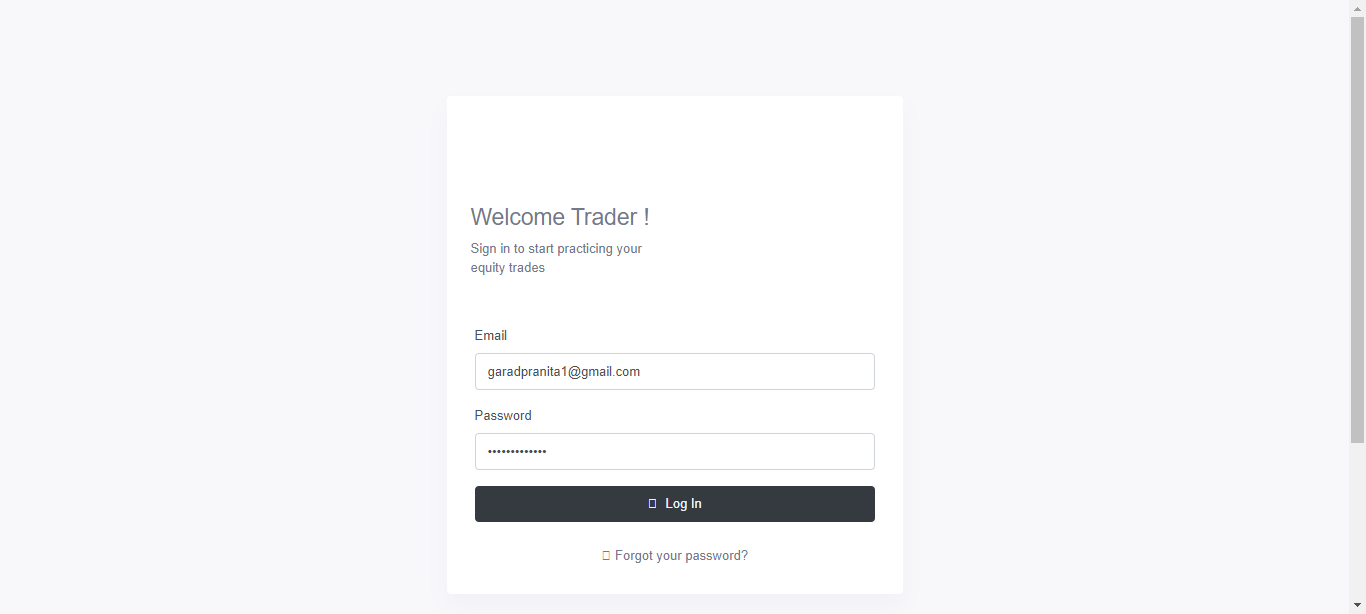 Welcome Trader !
Sign in to start practicing your
equity trades
Email
garadpranita1@gmail.com
Password
•••••••••••••
Log In
Forgot your password?